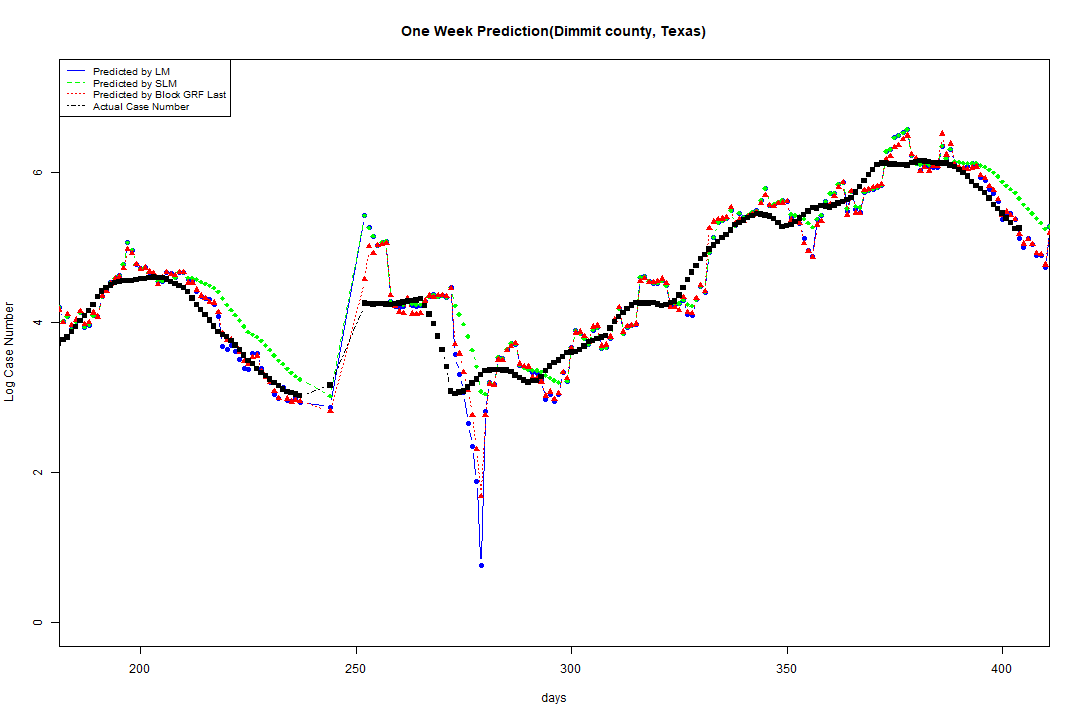 One Week Prediction(Dimmit county, Texas)
Predicted by LM
Predicted by SLM
Predicted by Block GRF Last
Actual Case Number
Log Case Number
6
4
2
0
200 250 300 350 400
days